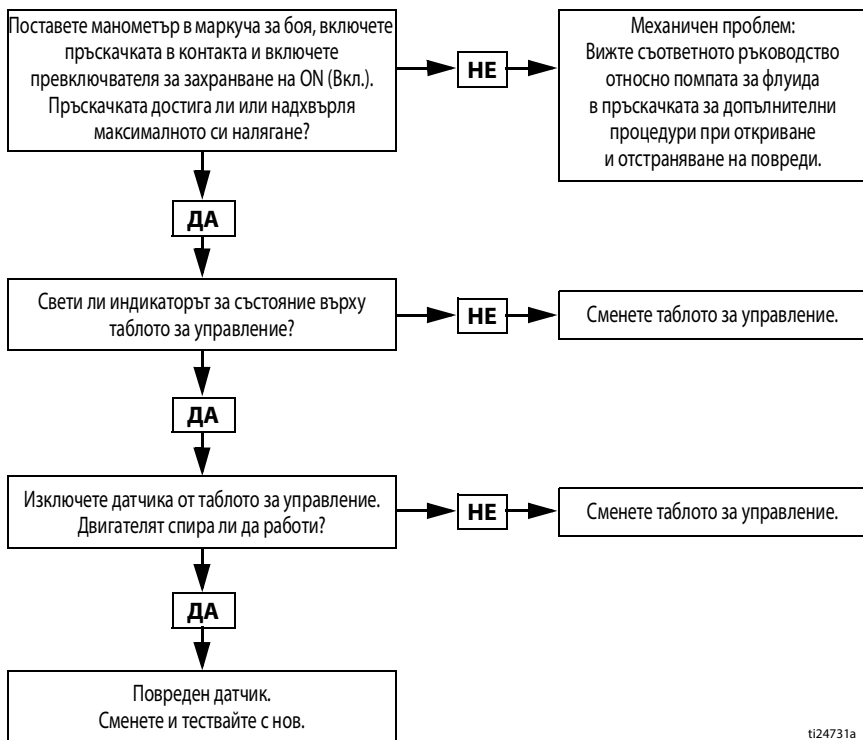 Поставете манометър в маркуча за боя, включете
пръскачката в контакта и включете
превключвателя за захранване на ON (Вкл.).
Пръскачката достига ли или надхвърля
максималното си налягане?
НЕ
Механичен проблем:
Вижте съответното ръководство
относно помпата за флуида
в пръскачката за допълнителни
процедури при откриване
и отстраняване на повреди.
ДА
Свети ли индикаторът за състояние върху
таблото за управление?
НЕ
Сменете таблото за управление.
ДА
Изключете датчика от таблото за управление.
Двигателят спира ли да работи?
НЕ
Сменете таблото за управление.
ДА
Повреден датчик.
Сменете и тествайте с нов.
ti24731a